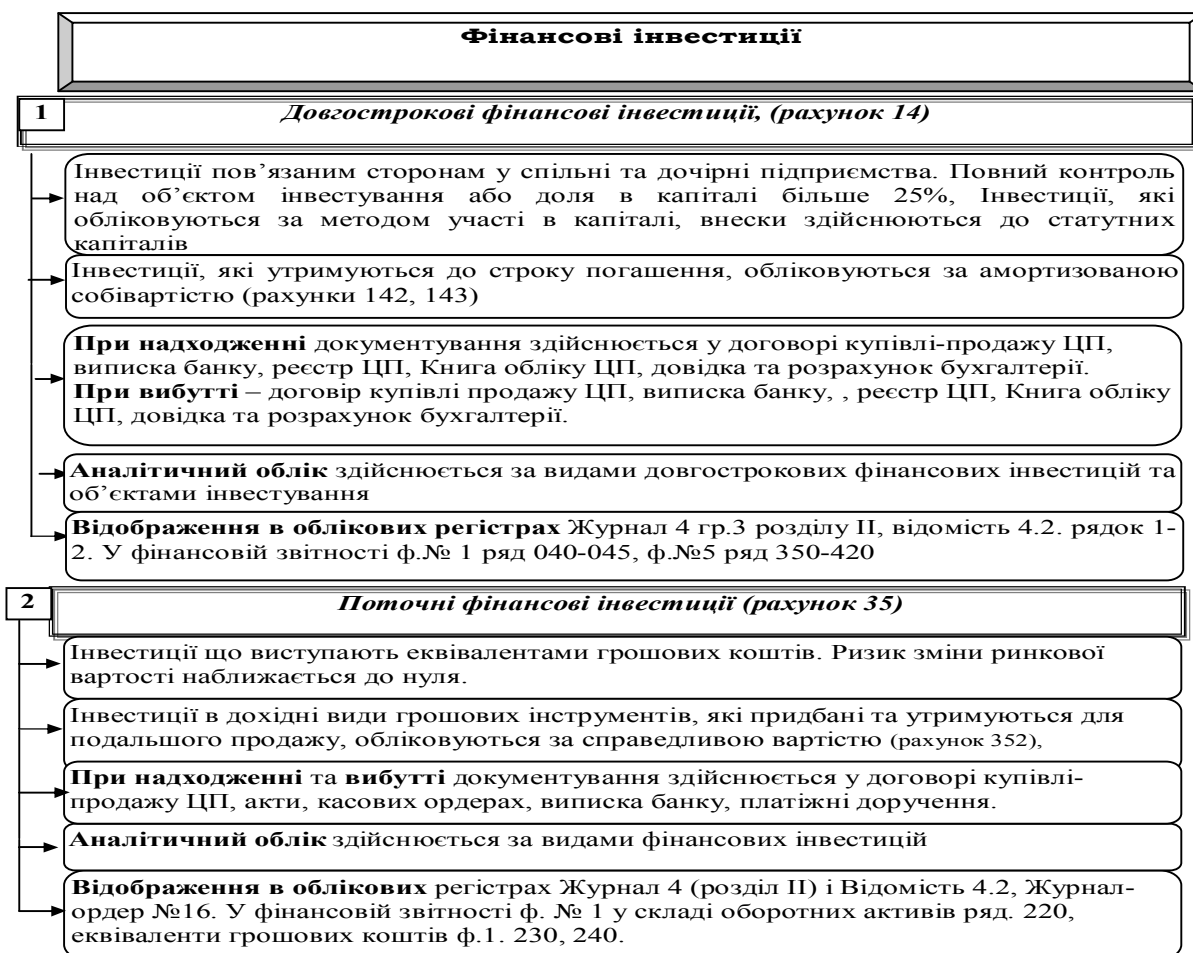 Фінансові інвестиції
1
Довгострокові фінансові інвестиції, (рахунок 14)
Інвестиції пов’язаним сторонам у спільні та дочірні підприємства. Повний контроль
над об’єктом інвестування або доля в капіталі більше 25%, Інвестиції, які
обліковуються за методом участі в капіталі, внески здійснюються до статутних
капіталів
Інвестиції, які утримуються до строку погашення, обліковуються за амортизованою
собівартістю (рахунки 142, 143)
При надходженні документування здійснюється у договорі купівлі-продажу ЦП,
виписка банку, реєстр ЦП, Книга обліку ЦП, довідка та розрахунок бухгалтерії.
При вибутті – договір купівлі продажу ЦП, виписка банку, , реєстр ЦП, Книга обліку
ЦП, довідка та розрахунок бухгалтерії.
Аналітичний облік здійснюється за видами довгострокових фінансових інвестицій та
об’єктами інвестування
Відображення в облікових регістрах Журнал 4 гр.3 розділу II, відомість 4.2. рядок 1-
2. У фінансовій звітності ф.№ 1 ряд 040-045, ф.№5 ряд 350-420
2
Поточні фінансові інвестиції (рахунок 35)
Інвестиції що виступають еквівалентами грошових коштів. Ризик зміни ринкової
вартості наближається до нуля.
Інвестиції в дохідні види грошових інструментів, які придбані та утримуються для
подальшого продажу, обліковуються за справедливою вартістю (рахунок 352),
При надходженні та вибутті документування здійснюється у договорі купівлі-
продажу ЦП, акти, касових ордерах, виписка банку, платіжні доручення.
Аналітичний облік здійснюється за видами фінансових інвестицій
Відображення в облікових регістрах Журнал 4 (розділ II) і Відомість 4.2, Журнал-
ордер №16. У фінансовій звітності ф. № 1 у складі оборотних активів ряд. 220,
еквіваленти грошових коштів ф.1. 230, 240.